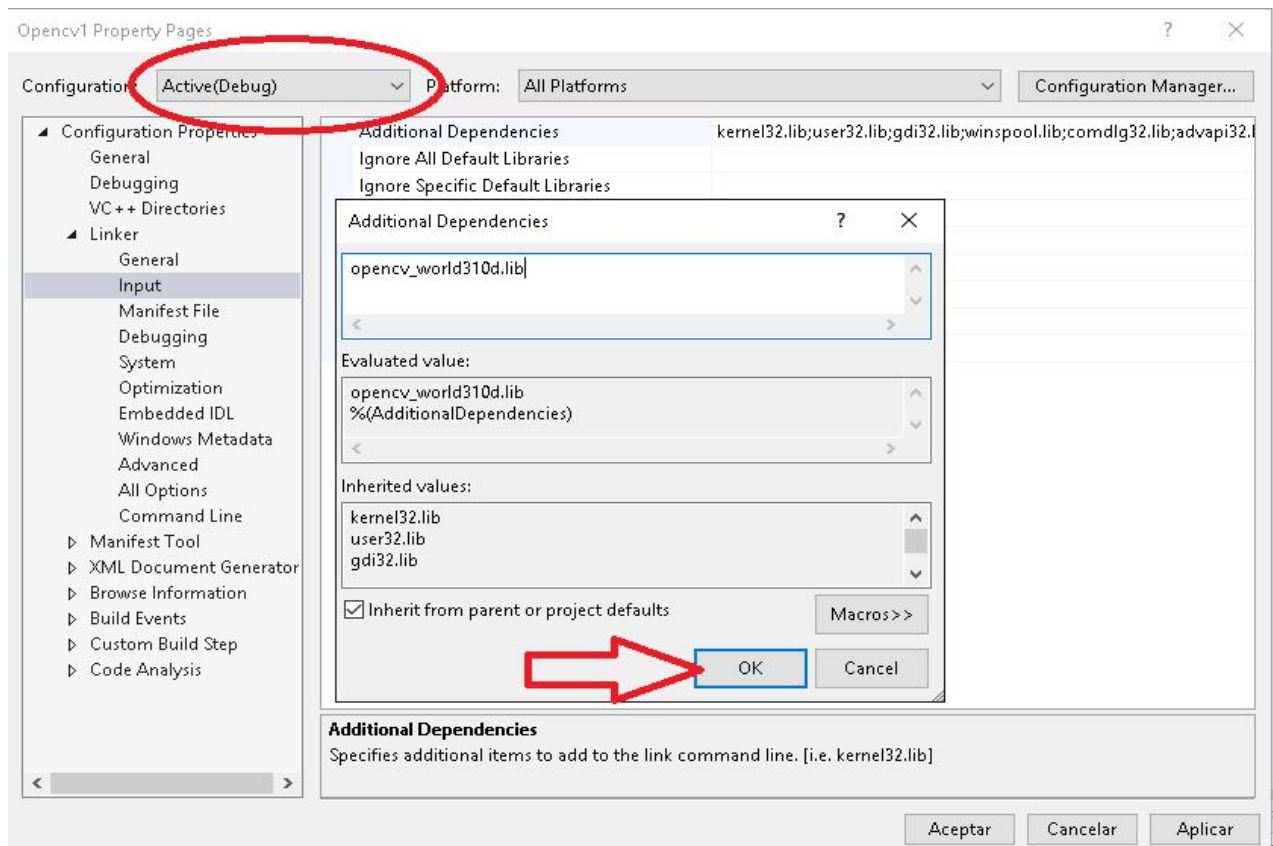 Opencv1 Property Pages
Configuration: Active(Debug) Platform: All Platforms Configuration Manager...
Configuration Properties
General
Debugging
VC++ Directories
Linker
General
Input
Manifest File
Debugging
System
Optimization
Embedded IDL
Windows Metadata
Advanced
All Options
Command Line
Manifest Tool
XML Document Generator
Browse Information
Build Events
Custom Build Step
Code Analysis
Additional Dependencies kernel32.lib;user32.lib;gdi32.lib;winspool.lib;comdlg32.lib;advapi32.l
Ignore All Default Libraries
Ignore Specific Default Libraries
Additional Dependencies
opencv_world310d.lib
Evaluated value:
opencv_world310d.lib
%(AdditionalDependencies)
Inherited values:
kernel32.lib
user32.lib
gdi32.lib
Inherit from parent or project defaults
Macros>>
OK Cancel
Additional Dependencies
Specifies additional items to add to the link command line. [i.e. kernel32.lib]
Aceptar Cancelar Aplicar